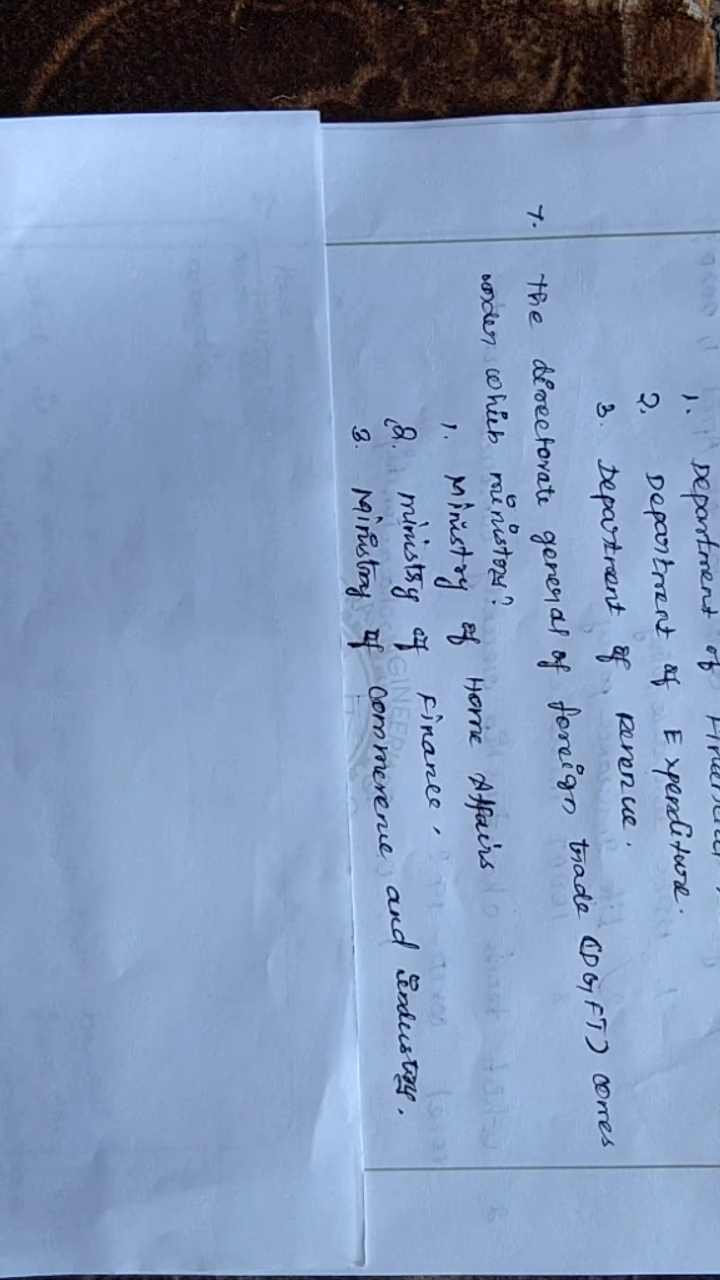 1. Department of
2. Department of Expenditure.
3. Department of revenue.
7. The directorate general of foreign trade (DGFT) comes
under which ministry?
1. Ministry of Home Affairs
2. ministry of Finance.
3. Ministry of commerence and industry.